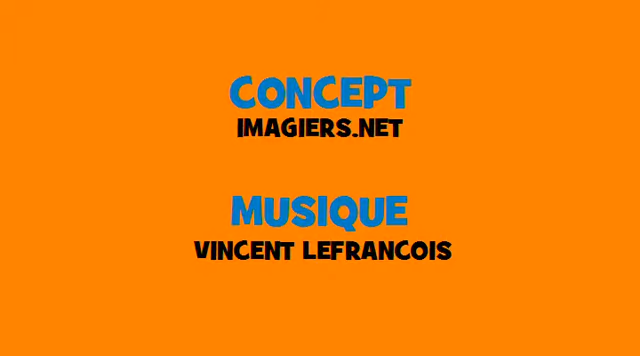 CONCEPT
IMAGIERS.NET
MUSIQUE
VINCENT LEFRANCOIS